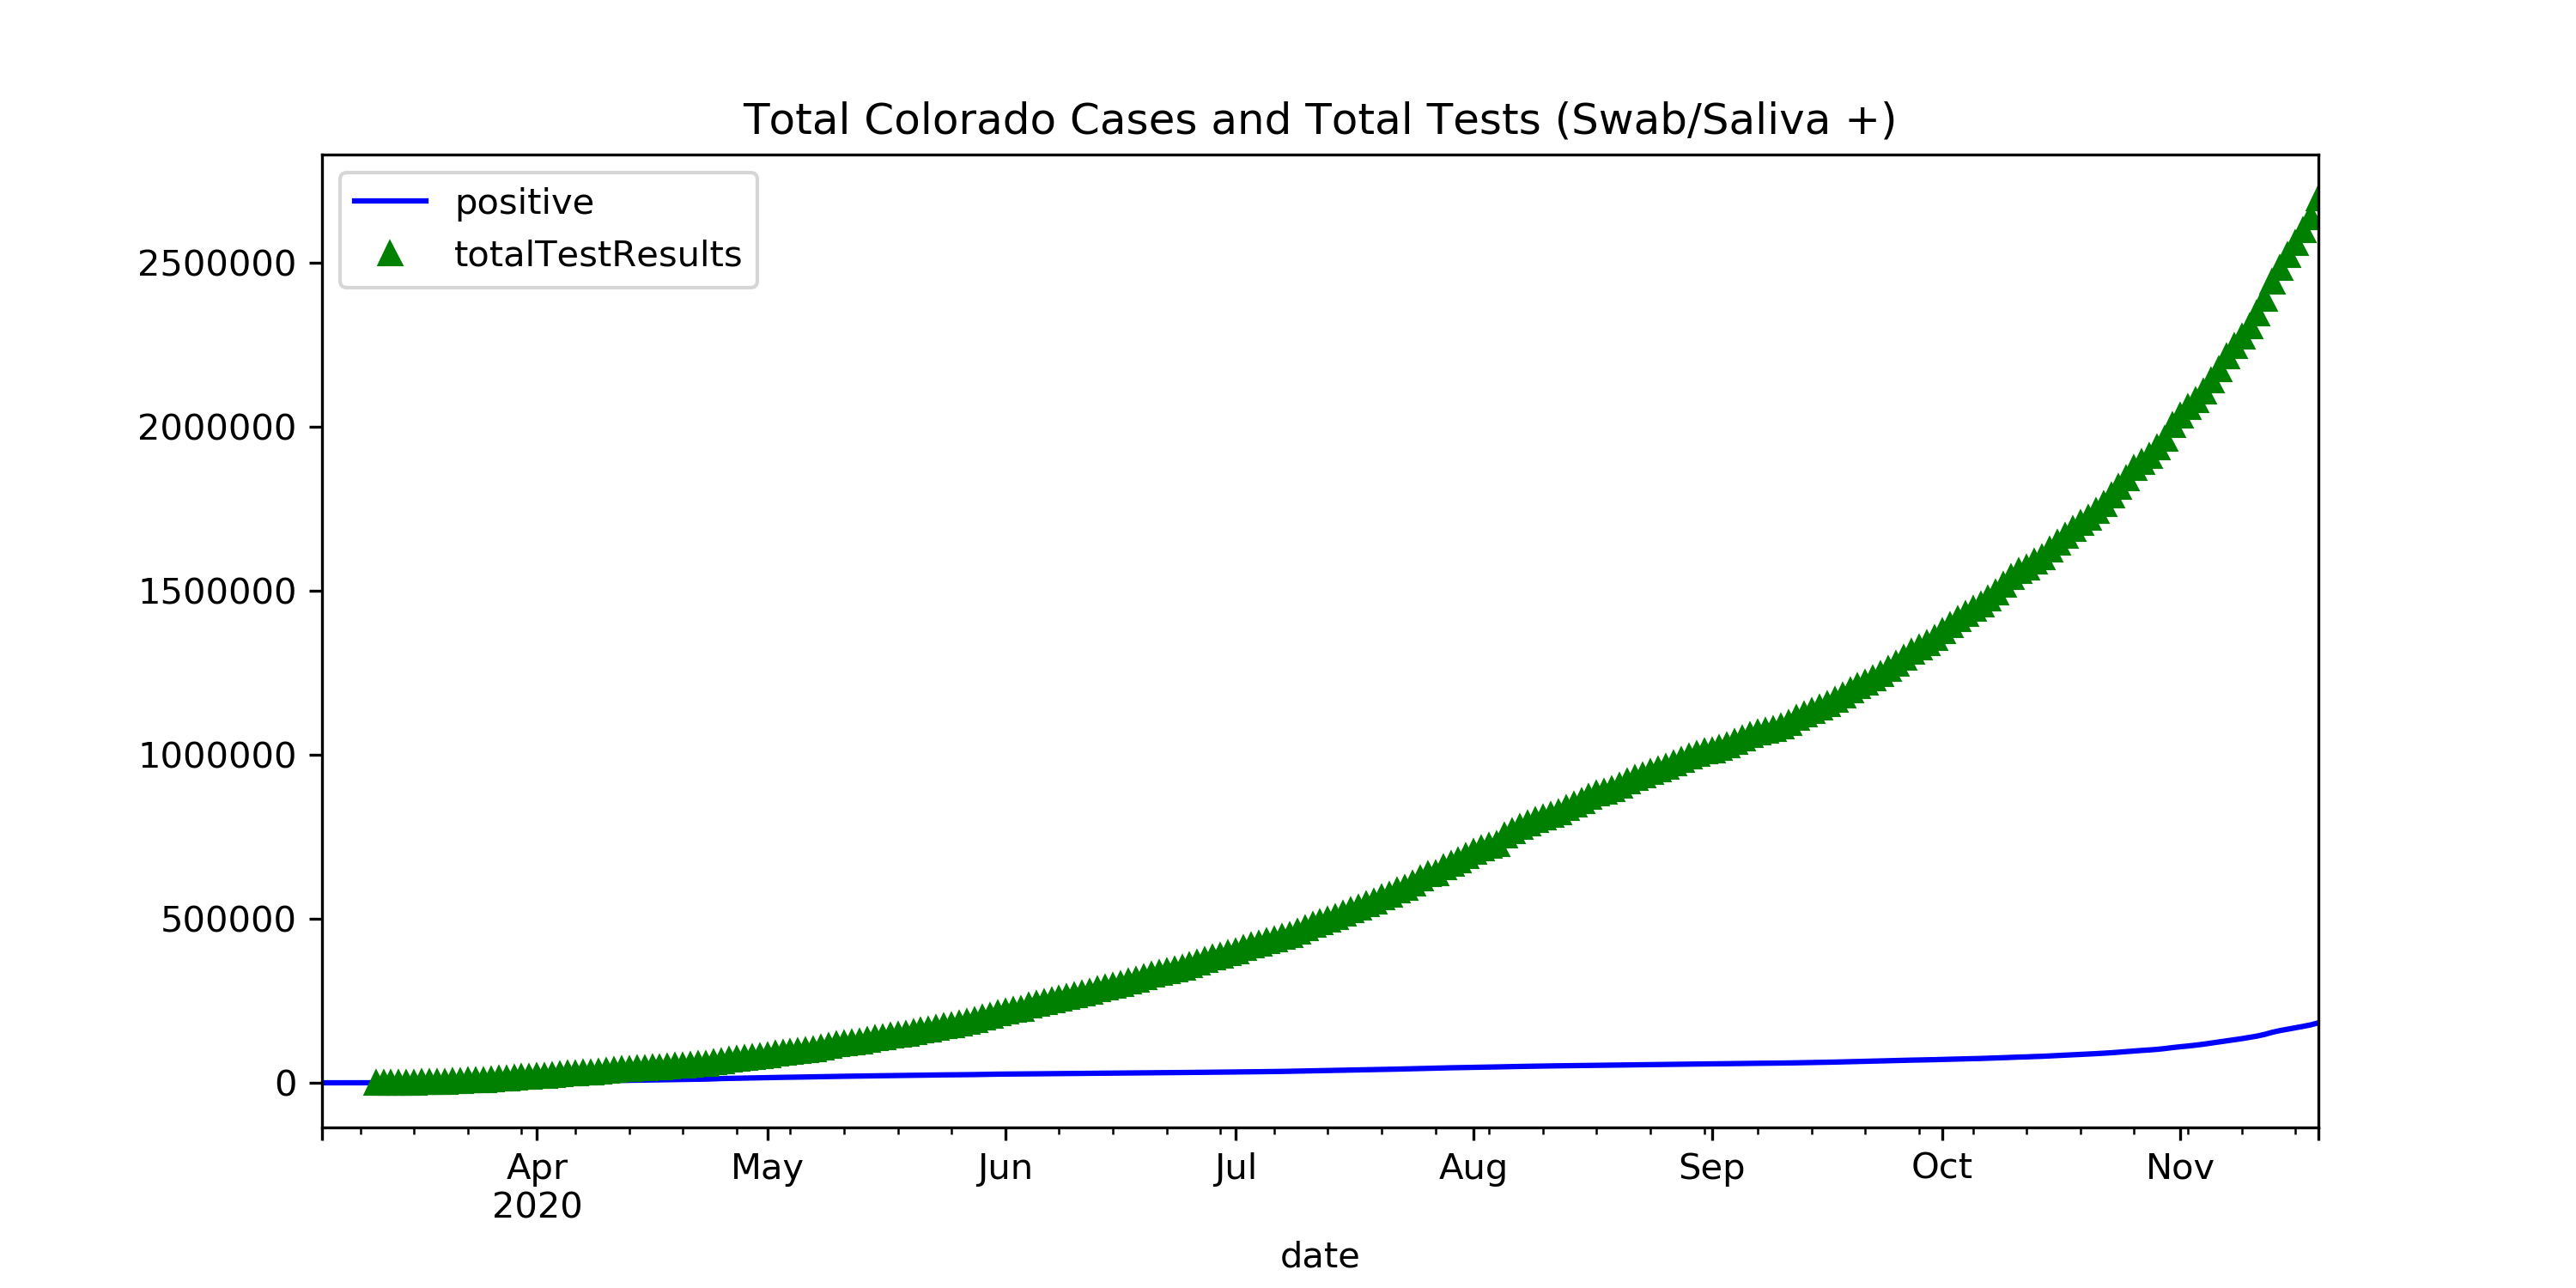 Total Colorado Cases and Total Tests (Swab/Saliva +)
positive
totalTestResults
2500000
2000000
1500000
1000000
500000
0
Apr May Jun Jul Aug Sep Oct Nov
2020
date